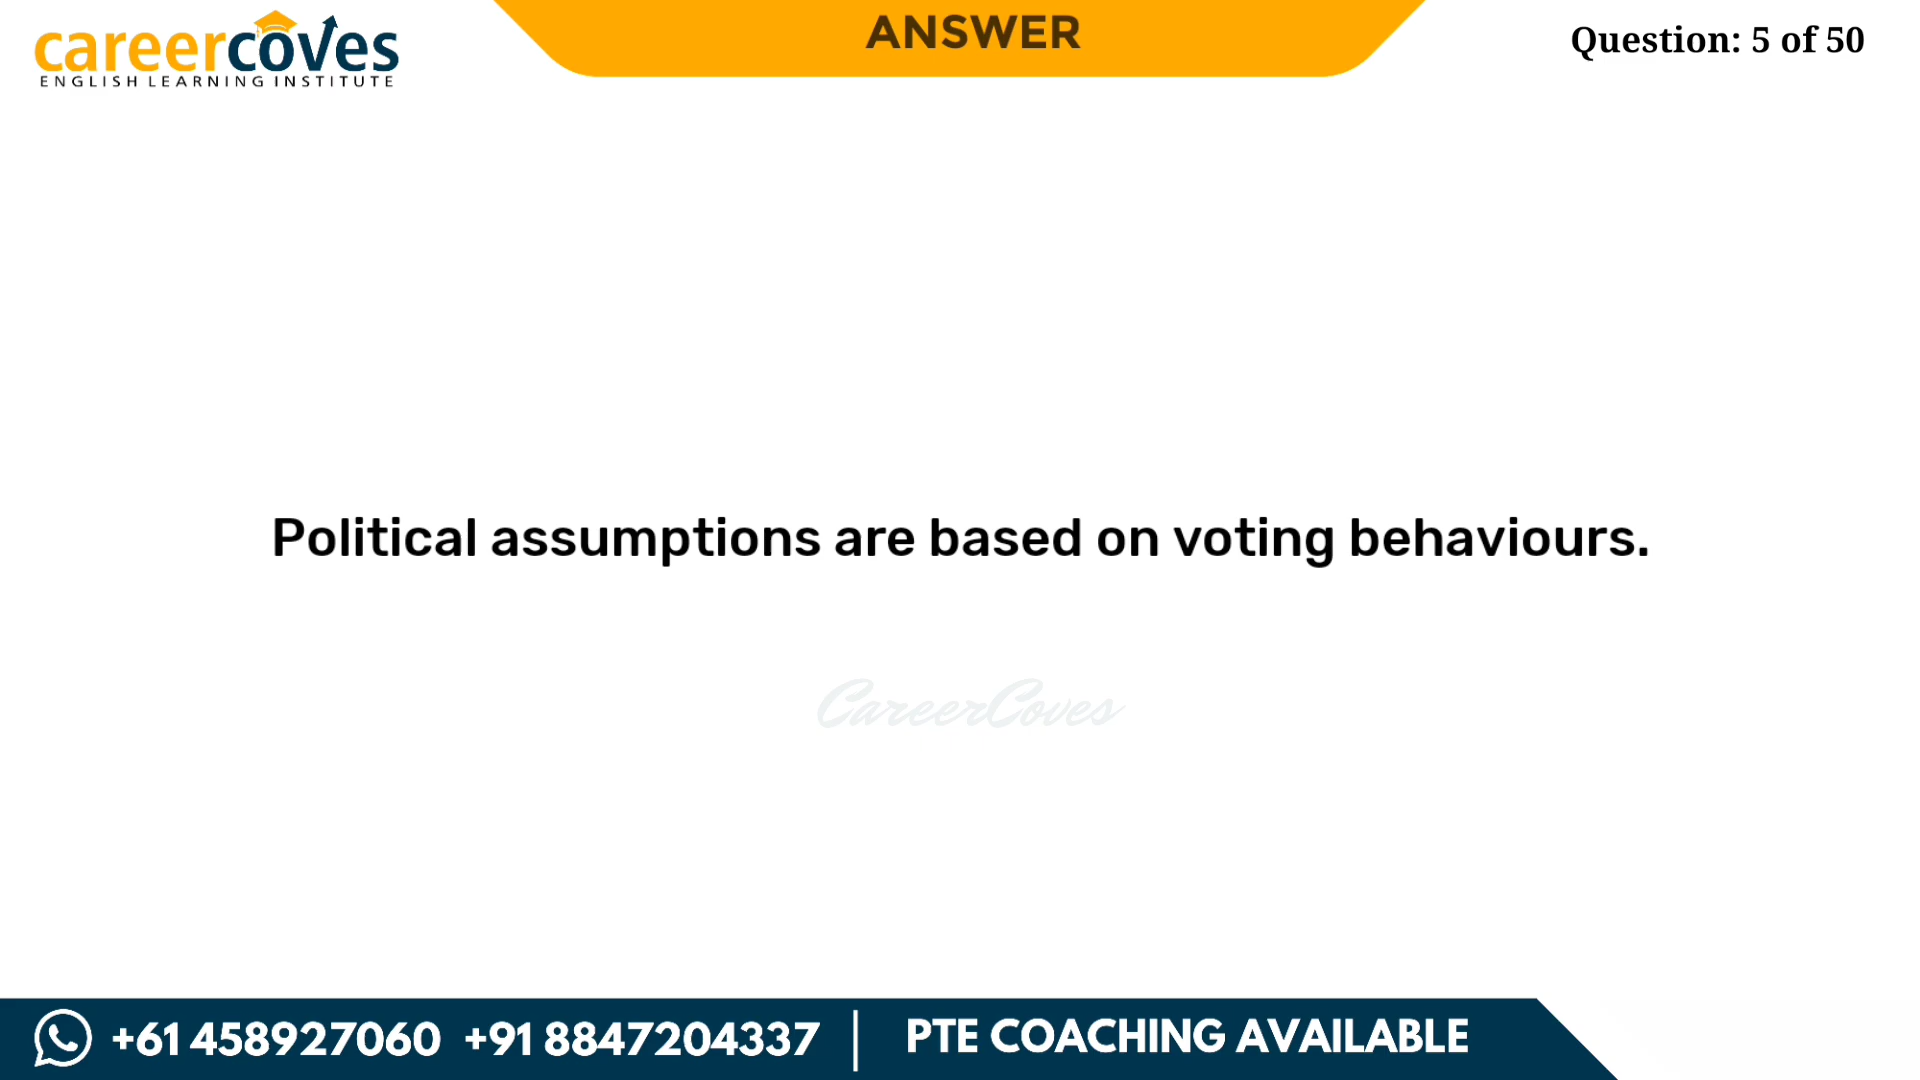 careercoves
ENGLISH LEARNING INSTITUTE
ANSWER
Question: 5 of 50
Political assumptions are based on voting behaviours.
CareerCoves
+61 458927060 +91 8847204337 | PTE COACHING AVAILABLE